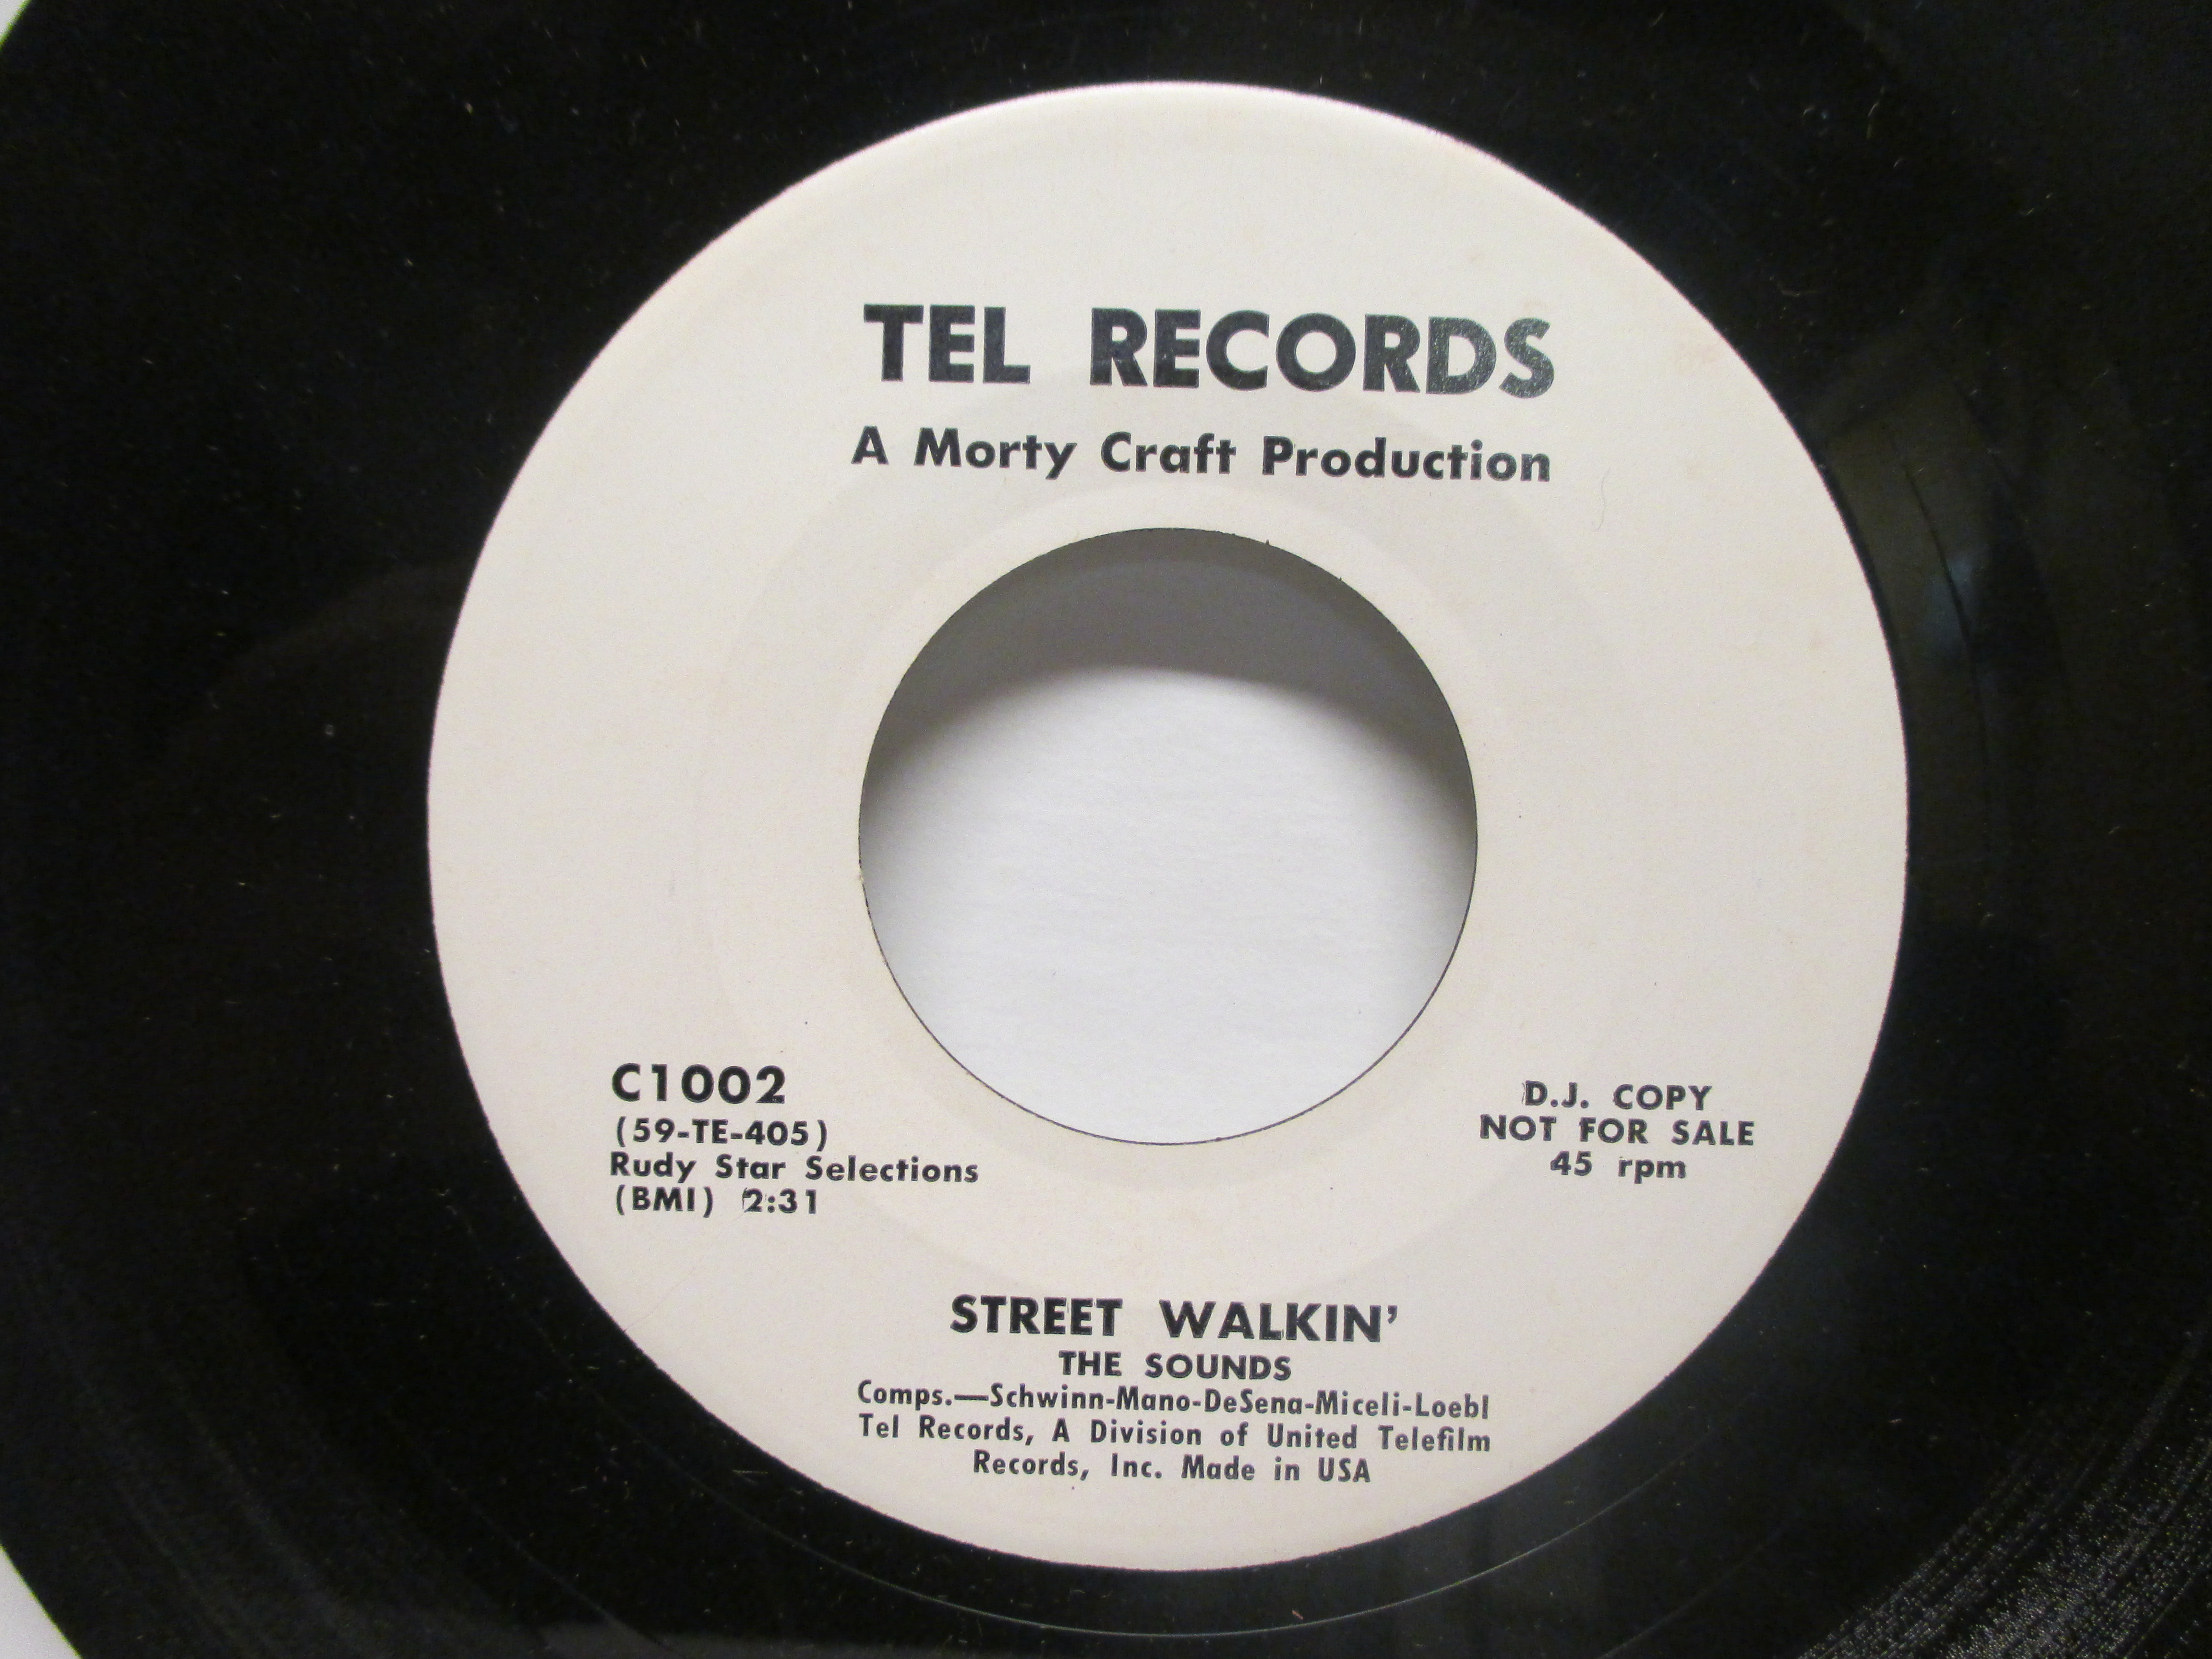 TEL RECORDS
A Morty Craft Production
C1002
(59-TE-405)
Rudy Star Selections
(BMI) 2:31
D.J. COPY
NOT FOR SALE
45 rpm
STREET WALKIN'
THE SOUNDS
Comps.—Schwinn-Mano-DeSena-Miceli-Loebl
Tel Records, A Division of United Telefilm
Records, Inc. Made in USA